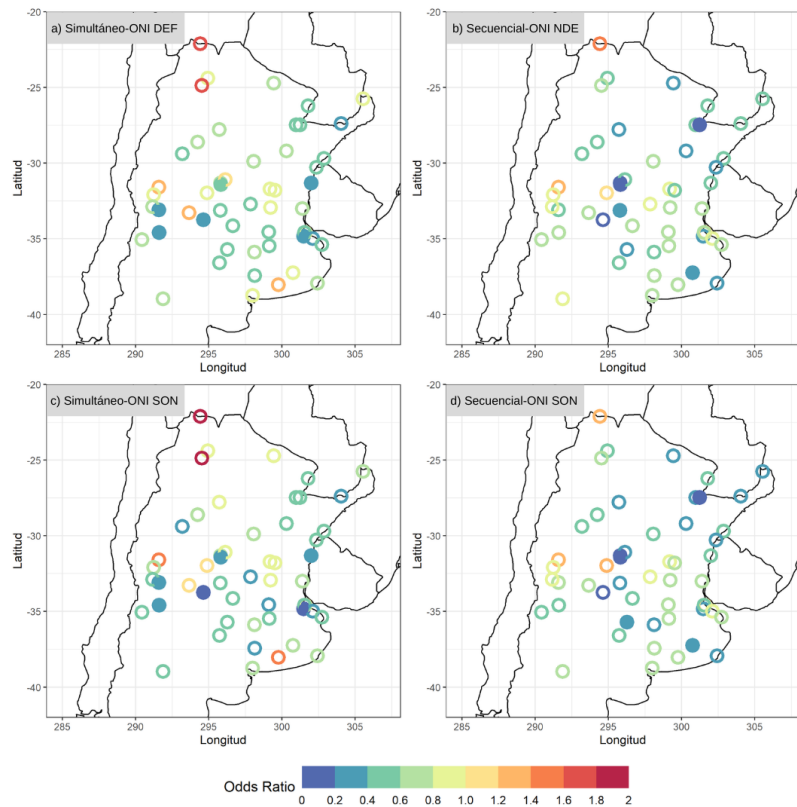 a) Simultáneo-ONI DEF
-20
-25
-30
-35
-40
285 290 295 300 305
Longitud
Latitud
b) Secuencial-ONI NDE
-20
-25
-30
-35
-40
285 290 295 300 305
Longitud
Latitud
c) Simultáneo-ONI SON
-20
-25
-30
-35
-40
285 290 295 300 305
Longitud
Latitud
d) Secuencial-ONI SON
-20
-25
-30
-35
-40
285 290 295 300 305
Longitud
Latitud
Odds Ratio
0 0.2 0.4 0.6 0.8 1.0 1.2 1.4 1.6 1.8 2